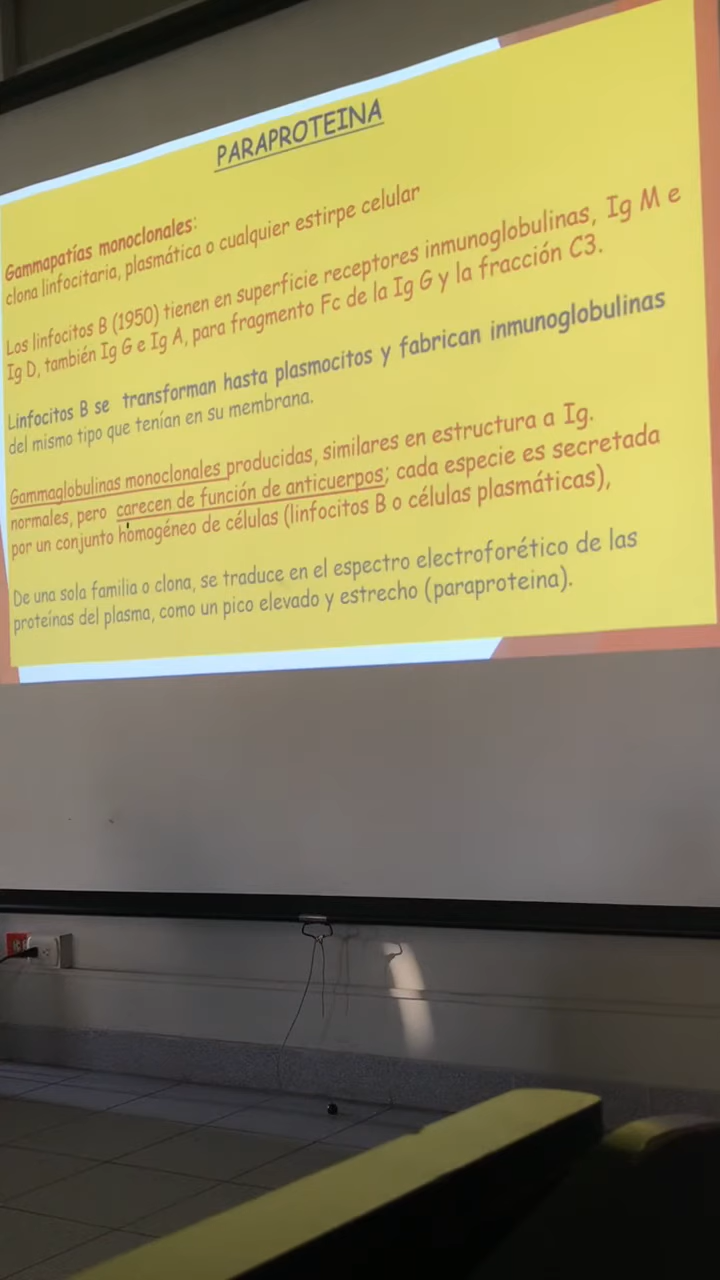 PARAPROTEINA
Gammapatías monoclonales:
clona linfocitaria, plasmática o cualquier estirpe celular
Los linfocitos B (1950) tienen en superficie receptores inmunoglobulinas, Ig M e
Ig D, también Ig G e Ig A, para fragmento Fc de la Ig G y la fracción C3.
Linfocitos B se transforman hasta plasmocitos y fabrican inmunoglobulinas
del mismo tipo que tenían en su membrana.
Gammaglobulinas monoclonales producidas, similares en estructura a Ig.
normales, pero carecen de función de anticuerpos; cada especie es secretada
por un conjunto homogéneo de células (linfocitos B o células plasmáticas),
De una sola familia o clona, se traduce en el espectro electroforético de las
proteínas del plasma, como un pico elevado y estrecho (paraproteina).